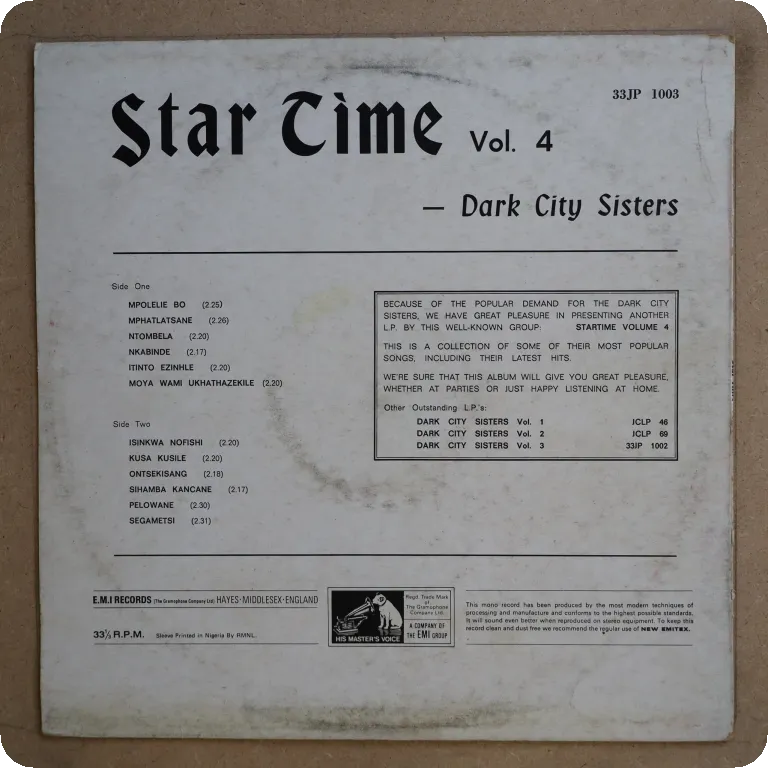 33JP 1003
Star Time Vol. 4
— Dark City Sisters
Side One
MPOLELIE BO (2.25)
MPHATLATSANE (2.26)
NTOMBELA (2.20)
NKABINDE (2.17)
ITINTO EZINHLE (2.20)
MOYA WAMI UKHATHAZEKILE (2.20)
Side Two
ISINKWA NOFISHI (2.20)
KUSA KUSILE (2.20)
ONTSEKISANG (2.18)
SIHAMBA KANCANE (2.17)
PELOWANE (2.30)
SEGAMETSI (2.31)
BECAUSE OF THE POPULAR DEMAND FOR THE DARK CITY
SISTERS, WE HAVE GREAT PLEASURE IN PRESENTING ANOTHER
L.P. BY THIS WELL-KNOWN GROUP: STARTIME VOLUME 4
THIS IS A COLLECTION OF SOME OF THEIR MOST POPULAR
SONGS, INCLUDING THEIR LATEST HITS.
WE'RE SURE THAT THIS ALBUM WILL GIVE YOU GREAT PLEASURE,
WHETHER AT PARTIES OR JUST HAPPY LISTENING AT HOME.
Other Outstanding L.P.'s:
DARK CITY SISTERS Vol. 1 JCLP 46
DARK CITY SISTERS Vol. 2 JCLP 69
DARK CITY SISTERS Vol. 3 33JP 1002
E.M.I RECORDS (The Gramophone Company Ltd.) HAYES·MIDDLESEX·ENGLAND
33⅓ R.P.M. Sleeve Printed in Nigeria By RMNL.
HIS MASTER'S VOICE
Regd. Trade Mark
of
The Gramophone
Company Ltd.
A COMPANY OF
THE EMI GROUP
This mono record has been produced by the most modern techniques of
processing and manufacture and conforms to the highest possible standards.
It will sound even better when reproduced on stereo equipment. To keep this
record clean and dust free we recommend the regular use of NEW EMITEX.